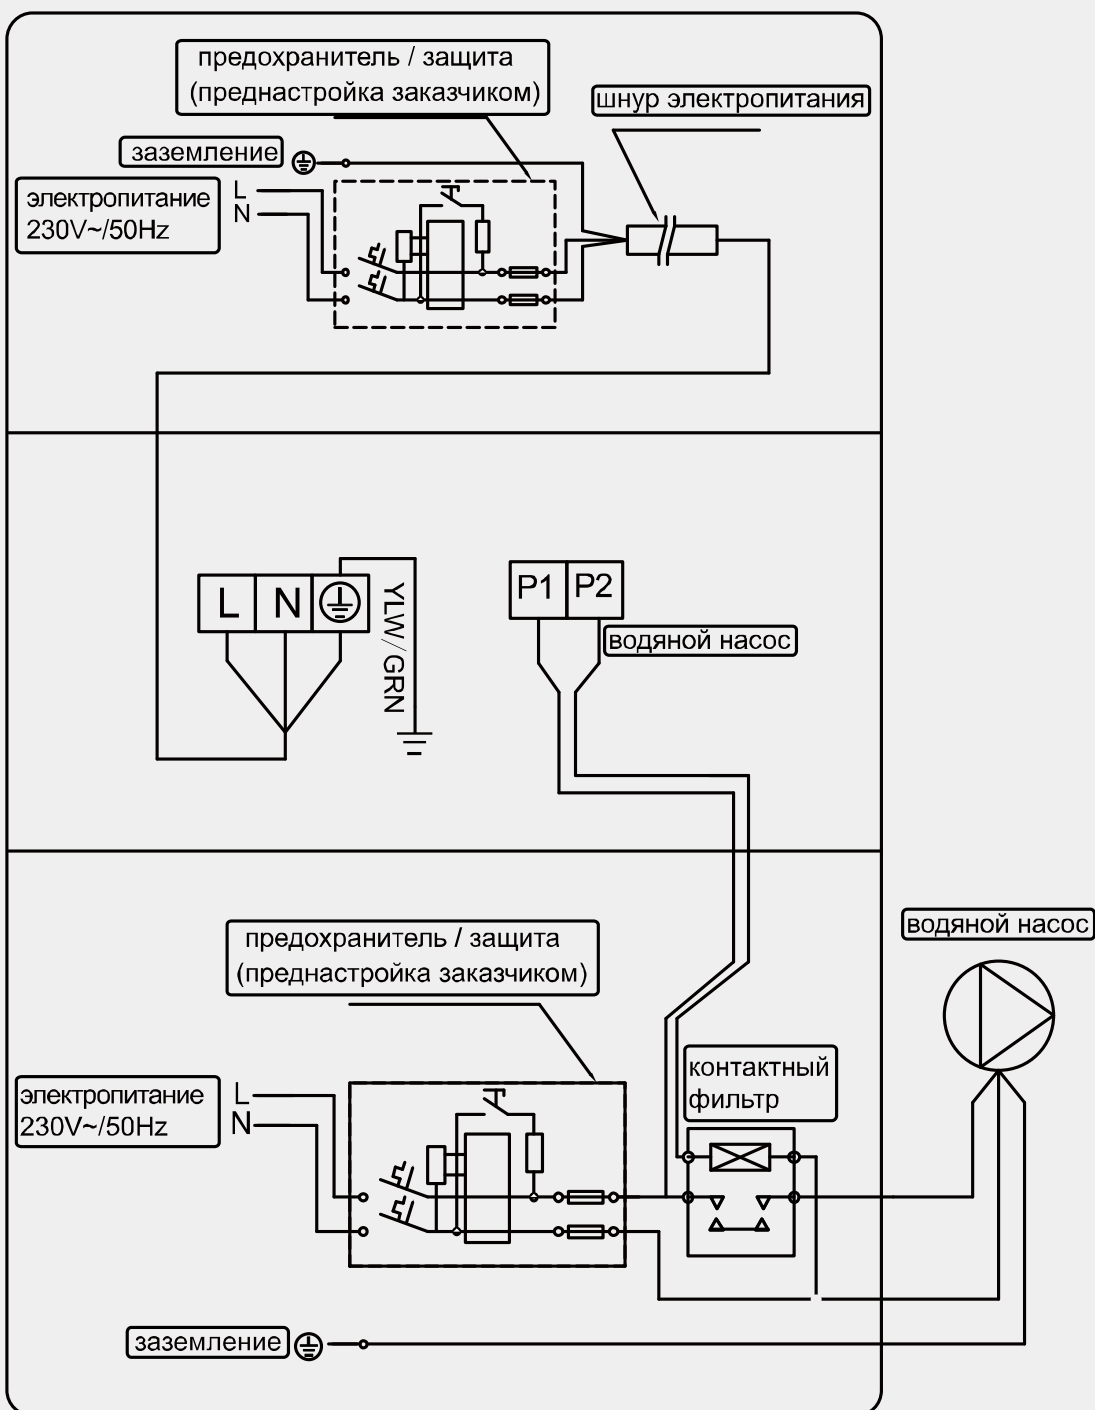 предохранитель / защита
(преднастройка заказчиком)
шнур электропитания
заземление
электропитание
230V~/50Hz
L
N
L N
YLW/GRN
P1 P2
водяной насос
предохранитель / защита
(преднастройка заказчиком)
водяной насос
контактный
фильтр
электропитание
230V~/50Hz
L
N
заземление